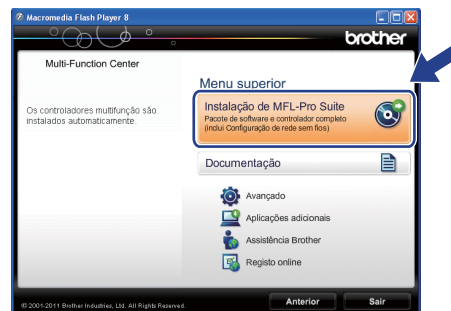 Macromedia Flash Player 8
brother
Multi-Function Center
Menu superior
Os controladores multifunção são
instalados automaticamente.
Instalação de MFL-Pro Suite
Pacote de software e controlador completo
(inclui Configuração de rede sem fios)
Documentação
Avançado
Aplicações adicionais
Assistência Brother
Registo online
© 2001-2011 Brother Industries, Ltd. All Rights Reserved.
Anterior
Sair